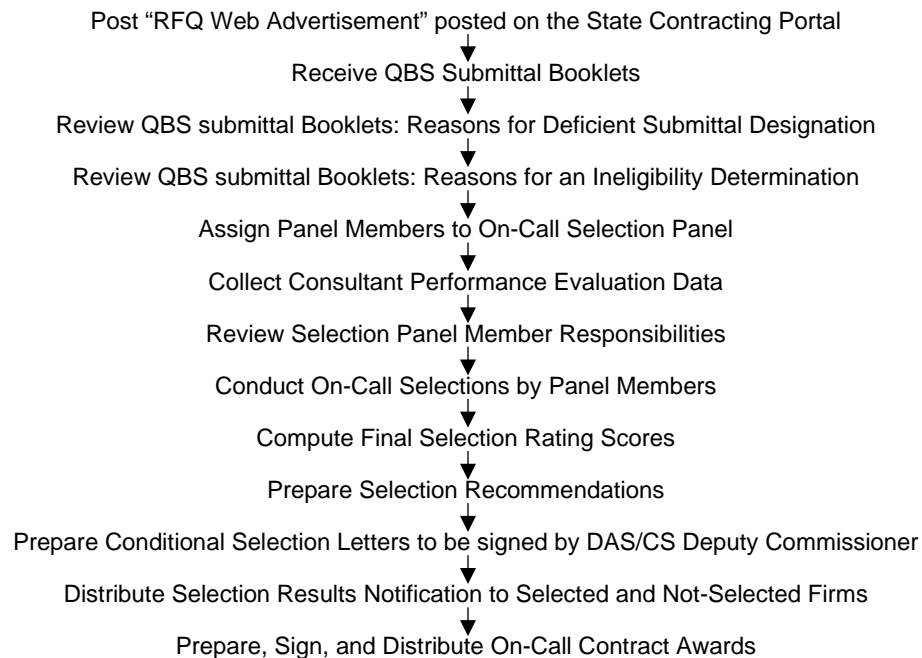 Post “RFQ Web Advertisement” posted on the State Contracting Portal
Receive QBS Submittal Booklets
Review QBS submittal Booklets: Reasons for Deficient Submittal Designation
Review QBS submittal Booklets: Reasons for an Ineligibility Determination
Assign Panel Members to On-Call Selection Panel
Collect Consultant Performance Evaluation Data
Review Selection Panel Member Responsibilities
Conduct On-Call Selections by Panel Members
Compute Final Selection Rating Scores
Prepare Selection Recommendations
Prepare Conditional Selection Letters to be signed by DAS/CS Deputy Commissioner
Distribute Selection Results Notification to Selected and Not-Selected Firms
Prepare, Sign, and Distribute On-Call Contract Awards